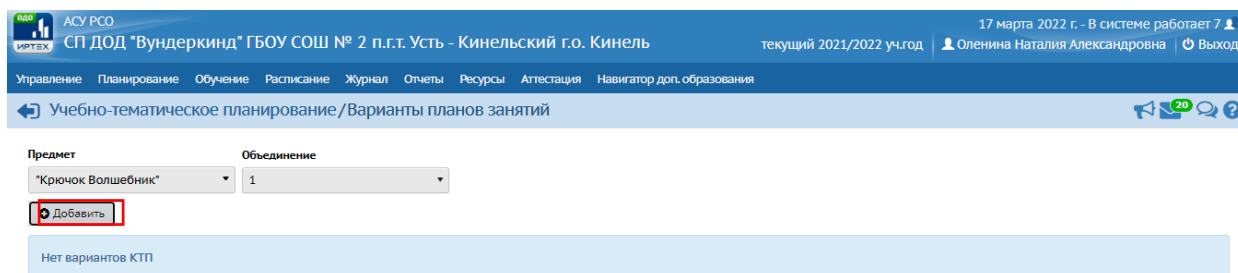 ОДО
ИРТЕХ
АСУ РСО
СП ДОД "Вундеркинд" ГБОУ СОШ № 2 п.г.т. Усть - Кинельский г.о. Кинель
17 марта 2022 г. - В системе работает 7
текущий 2021/2022 уч.год
Оленина Наталия Александровна
Выход
Управление Планирование Обучение Расписание Журнал Отчеты Ресурсы Аттестация Навигатор доп. образования
Учебно-тематическое планирование/Варианты планов занятий
20
?
Предмет Объединение
"Крючок Волшебник" 1
Добавить
Нет вариантов КТП